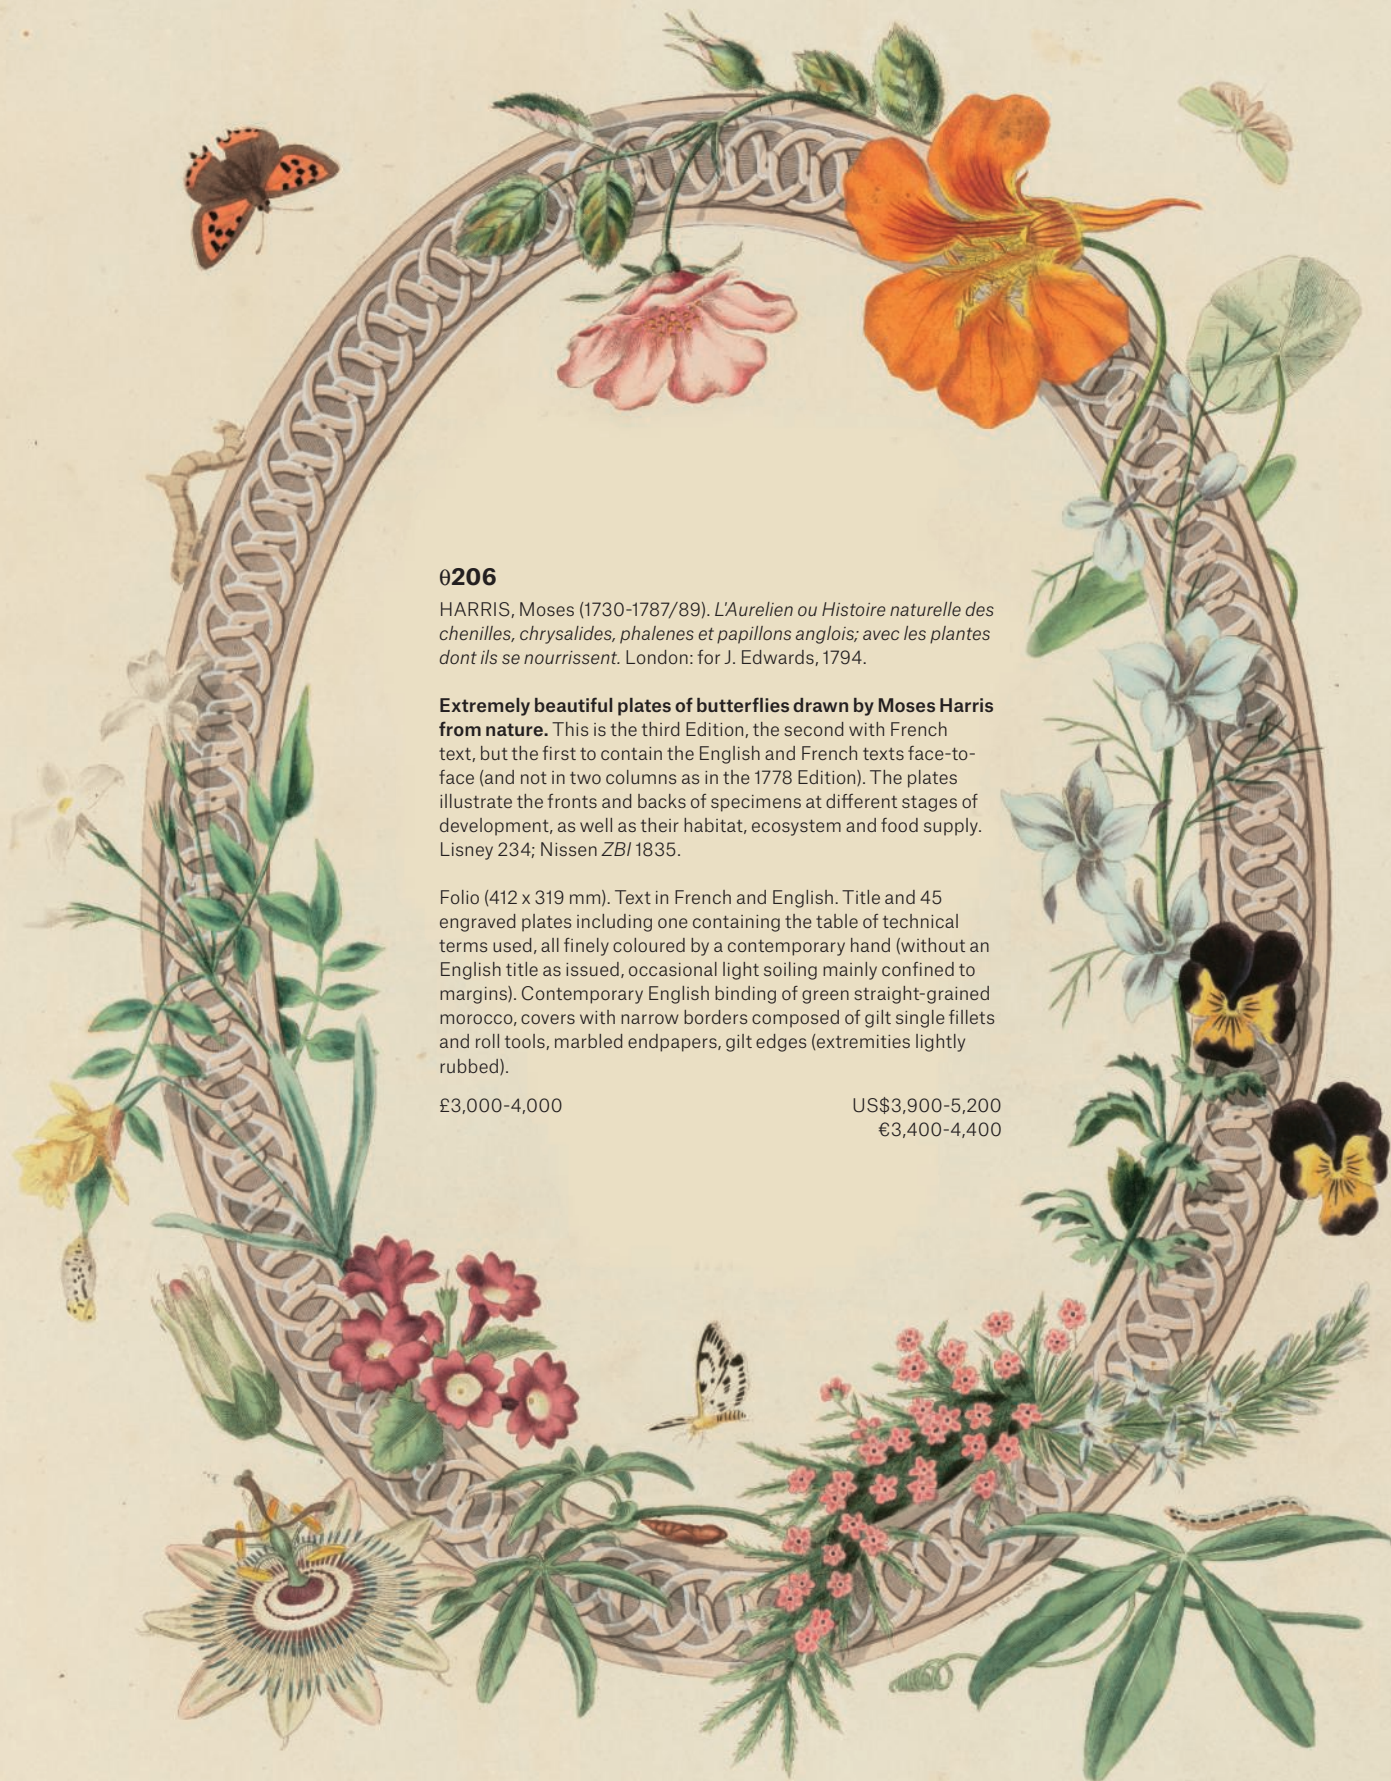 θ206
HARRIS, Moses (1730-1787/89). L'Aurelien ou Histoire naturelle des
chenilles, chrysalides, phalenes et papillons anglois; avec les plantes
dont ils se nourrissent. London: for J. Edwards, 1794.
Extremely beautiful plates of butterflies drawn by Moses Harris
from nature. This is the third Edition, the second with French
text, but the first to contain the English and French texts face-to-
face (and not in two columns as in the 1778 Edition). The plates
illustrate the fronts and backs of specimens at different stages of
development, as well as their habitat, ecosystem and food supply.
Lisney 234; Nissen ZBI 1835.
Folio (412 x 319 mm). Text in French and English. Title and 45
engraved plates including one containing the table of technical
terms used, all finely coloured by a contemporary hand (without an
English title as issued, occasional light soiling mainly confined to
margins). Contemporary English binding of green straight-grained
morocco, covers with narrow borders composed of gilt single fillets
and roll tools, marbled endpapers, gilt edges (extremities lightly
rubbed).
£3,000-4,000 US$3,900-5,200
€3,400-4,400